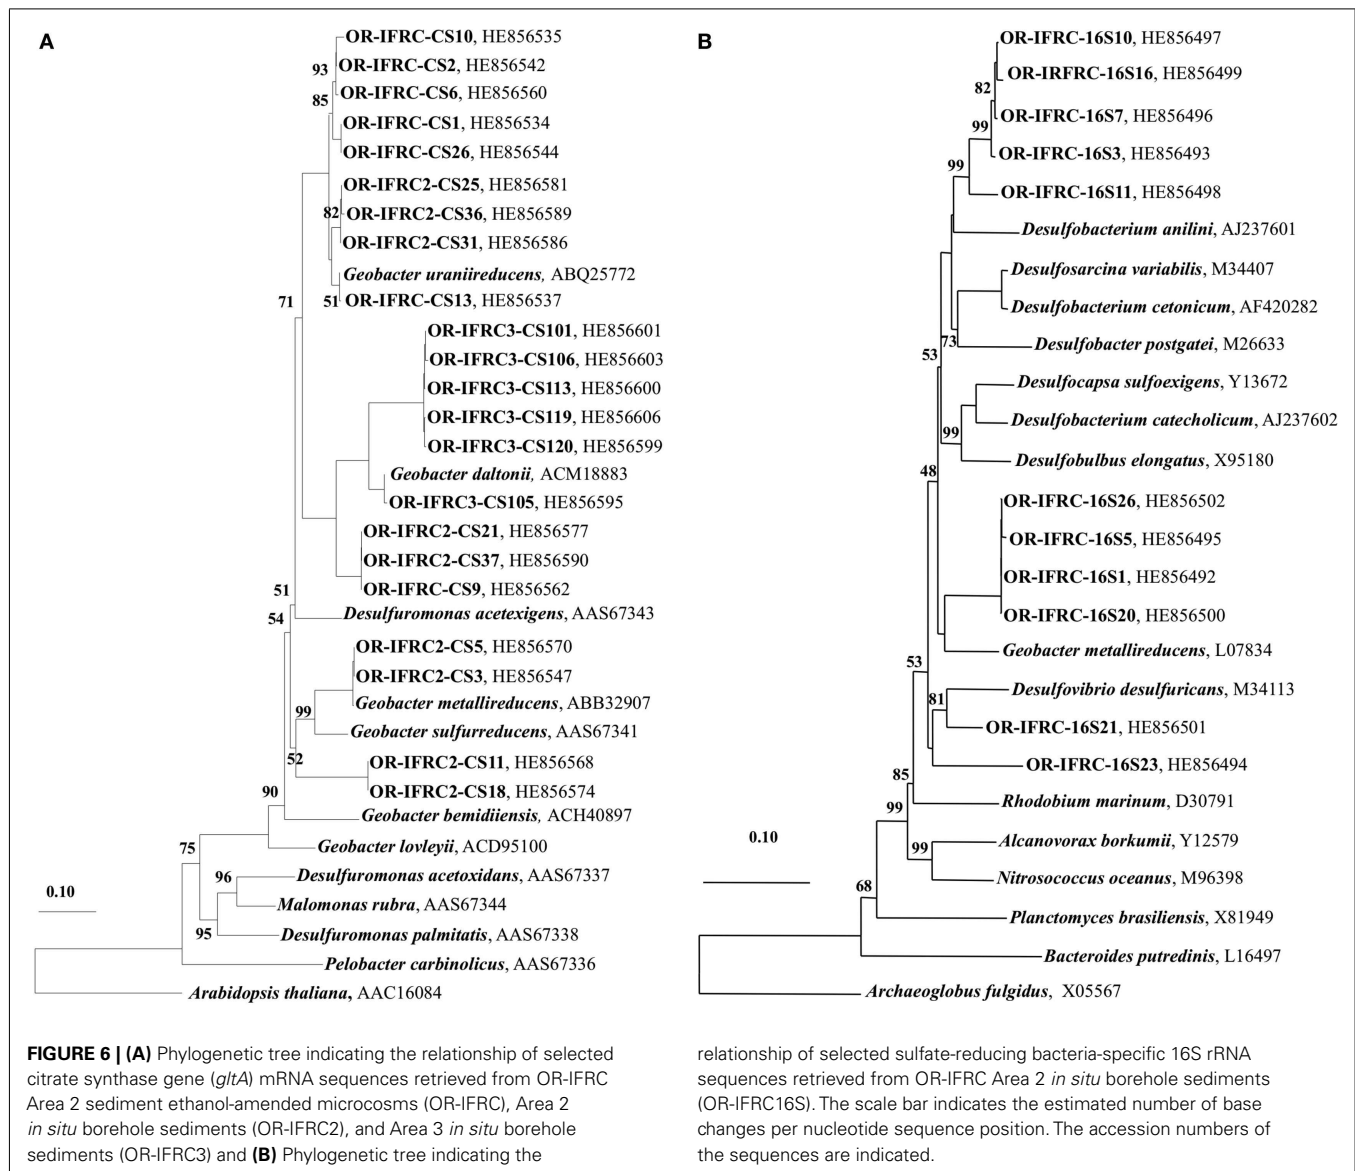 A
OR-IFRC-CS10, HE856535
93
OR-IFRC-CS2, HE856542
OR-IFRC-CS6, HE856560
85
OR-IFRC-CS1, HE856534
OR-IFRC-CS26, HE856544
OR-IFRC2-CS25, HE856581
82
OR-IFRC2-CS36, HE856589
OR-IFRC2-CS31, HE856586
Geobacter uraniireducens, ABQ25772
71
51
OR-IFRC-CS13, HE856537
OR-IFRC3-CS101, HE856601
OR-IFRC3-CS106, HE856603
OR-IFRC3-CS113, HE856600
OR-IFRC3-CS119, HE856606
OR-IFRC3-CS120, HE856599
Geobacter daltonii, ACM18883
OR-IFRC3-CS105, HE856595
OR-IFRC2-CS21, HE856577
OR-IFRC2-CS37, HE856590
OR-IFRC-CS9, HE856562
51
Desulfuromonas acetexigens, AAS67343
54
OR-IFRC2-CS5, HE856570
OR-IFRC2-CS3, HE856547
Geobacter metallireducens, ABB32907
99
Geobacter sulfurreducens, AAS67341
52
OR-IFRC2-CS11, HE856568
OR-IFRC2-CS18, HE856574
90
Geobacter bemidiiensis, ACH40897
75
Geobacter lovleyii, ACD95100
96
Desulfuromonas acetoxidans, AAS67337
0.10
Malomonas rubra, AAS67344
95
Desulfuromonas palmitatis, AAS67338
Pelobacter carbinolicus, AAS67336
Arabidopsis thaliana, AAC16084
B
OR-IFRC-16S10, HE856497
OR-IRFRC-16S16, HE856499
82
OR-IFRC-16S7, HE856496
99
OR-IFRC-16S3, HE856493
99
OR-IFRC-16S11, HE856498
Desulfobacterium anilini, AJ237601
Desulfosarcina variabilis, M34407
Desulfobacterium cetonicum, AF420282
73
Desulfobacter postgatei, M26633
53
Desulfocapsa sulfoexigens, Y13672
Desulfobacterium catecholicum, AJ237602
99
Desulfobulbus elongatus, X95180
48
OR-IFRC-16S26, HE856502
OR-IFRC-16S5, HE856495
OR-IFRC-16S1, HE856492
OR-IFRC-16S20, HE856500
Geobacter metallireducens, L07834
53
Desulfovibrio desulfuricans, M34113
81
OR-IFRC-16S21, HE856501
OR-IFRC-16S23, HE856494
85
Rhodobium marinum, D30791
99
Alcanovorax borkumii, Y12579
0.10
99
Nitrosococcus oceanus, M96398
68
Planctomyces brasiliensis, X81949
Bacteroides putredinis, L16497
Archaeoglobus fulgidus, X05567
FIGURE 6 | (A) Phylogenetic tree indicating the relationship of selected
citrate synthase gene (gltA) mRNA sequences retrieved from OR-IFRC
Area 2 sediment ethanol-amended microcosms (OR-IFRC), Area 2
in situ borehole sediments (OR-IFRC2), and Area 3 in situ borehole
sediments (OR-IFRC3) and (B) Phylogenetic tree indicating the
relationship of selected sulfate-reducing bacteria-specific 16S rRNA
sequences retrieved from OR-IFRC Area 2 in situ borehole sediments
(OR-IFRC16S). The scale bar indicates the estimated number of base
changes per nucleotide sequence position. The accession numbers of
the sequences are indicated.